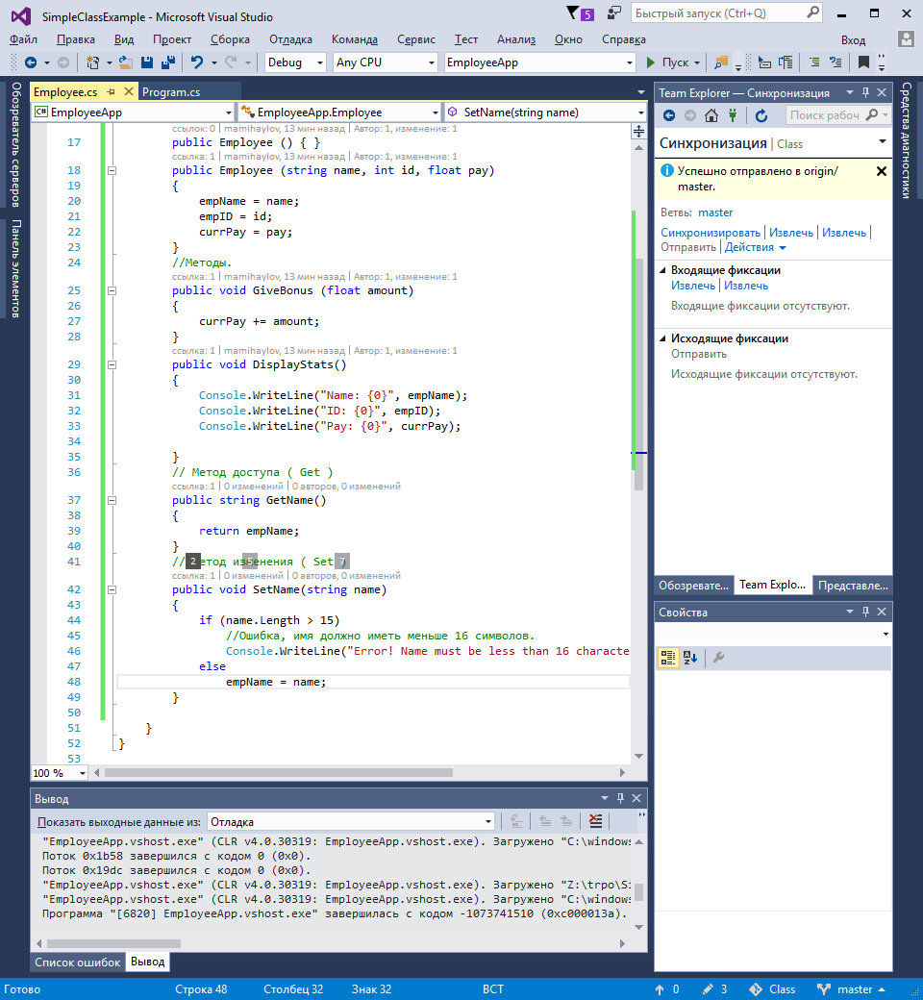 SimpleClassExample - Microsoft Visual Studio
5
Быстрый запуск (Ctrl+Q)
Файл Правка Вид Проект Сборка Отладка Команда Сервис Тест Анализ Окно Справка Вход
Debug Any CPU EmployeeApp Пуск
Обозреватель серверов
Панель элементов
Employee.cs Program.cs
C# EmployeeApp EmployeeApp.Employee SetName(string name)
ссылок: 0 | mamihaylov, 13 мин назад | Автор: 1, изменение: 1
17 public Employee () { }
ссылка: 1 | mamihaylov, 13 мин назад | Автор: 1, изменение: 1
18 public Employee (string name, int id, float pay)
19 {
20 empName = name;
21 empID = id;
22 currPay = pay;
23 }
24 //Методы.
ссылка: 1 | mamihaylov, 13 мин назад | Автор: 1, изменение: 1
25 public void GiveBonus (float amount)
26 {
27 currPay += amount;
28 }
ссылка: 1 | mamihaylov, 13 мин назад | Автор: 1, изменение: 1
29 public void DisplayStats()
30 {
31 Console.WriteLine("Name: {0}", empName);
32 Console.WriteLine("ID: {0}", empID);
33 Console.WriteLine("Pay: {0}", currPay);
34
35 }
36 // Метод доступа ( Get )
ссылка: 1 | 0 изменений | 0 авторов, 0 изменений
37 public string GetName()
38 {
39 return empName;
40 }
41 // 2 етод изменения ( Set 7
ссылка: 1 | 0 изменений | 0 авторов, 0 изменений
42 public void SetName(string name)
43 {
44 if (name.Length > 15)
45 //Ошибка, имя должно иметь меньше 16 символов.
46 Console.WriteLine("Error! Name must be less than 16 characte
47 else
48 empName = name;
49 }
50
51 }
52 }
53
100 %
Вывод
Показать выходные данные из: Отладка
"EmployeeApp.vshost.exe" (CLR v4.0.30319: EmployeeApp.vshost.exe). Загружено "C:\windows
Поток 0x1b58 завершился с кодом 0 (0x0).
Поток 0x19dc завершился с кодом 0 (0x0).
"EmployeeApp.vshost.exe" (CLR v4.0.30319: EmployeeApp.vshost.exe). Загружено "Z:\trpo\Si
"EmployeeApp.vshost.exe" (CLR v4.0.30319: EmployeeApp.vshost.exe). Загружено "C:\windows
Программа "[6820] EmployeeApp.vshost.exe" завершилась с кодом -1073741510 (0xc000013a).
Список ошибок Вывод
Team Explorer — Синхронизация
Поиск рабоч
Синхронизация | Class
Успешно отправлено в origin/
master.
Ветвь: master
Синхронизировать | Извлечь | Извлечь |
Отправить | Действия
Входящие фиксации
Извлечь | Извлечь
Входящие фиксации отсутствуют.
Исходящие фиксации
Отправить
Исходящие фиксации отсутствуют.
Обозревате... Team Explo... Представле...
Свойства
Средства диагностики
Готово Строка 48 Столбец 32 Знак 32 ВСТ 0 3 Class master